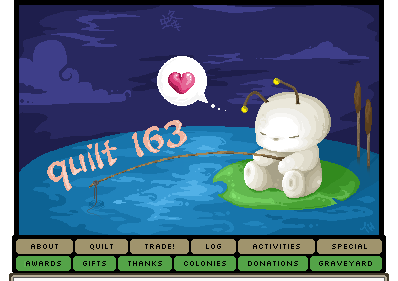 quilt 163
ABOUT QUILT TRADE! LOG ACTIVITIES SPECIAL
AWARDS GIFTS THANKS COLONIES DONATIONS GRAVEYARD